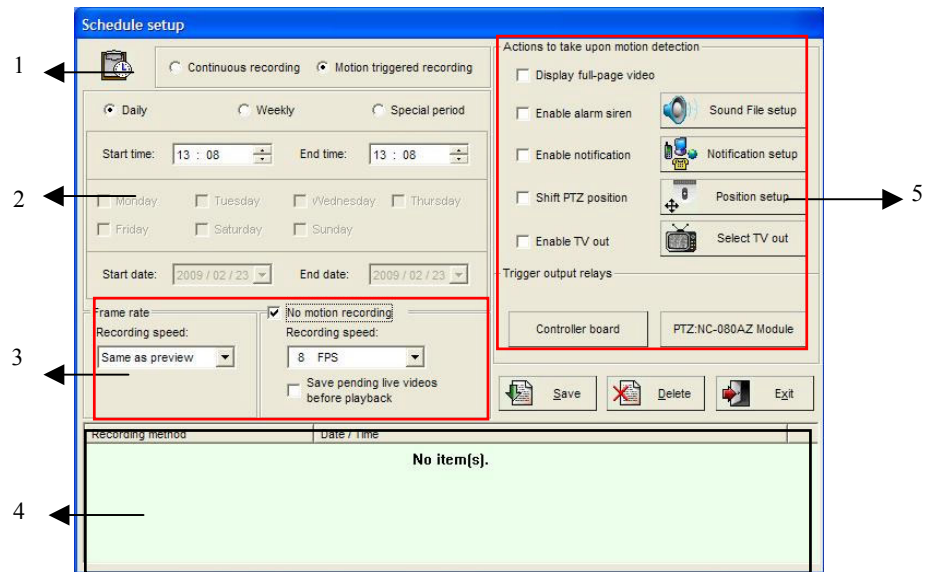 Schedule setup
1
Continuous recording
Motion triggered recording
Daily
Weekly
Special period
Start time:
13 : 08
End time:
13 : 08
2
Monday
Tuesday
Wednesday
Thursday
Friday
Saturday
Sunday
Start date:
2009 / 02 / 23
End date:
2009 / 02 / 23
3
Frame rate
Recording speed:
Same as preview
No motion recording
Recording speed:
8 FPS
Save pending live videos
before playback
Actions to take upon motion detection
Display full-page video
Enable alarm siren
Sound File setup
Enable notification
Notification setup
Shift PTZ position
Position setup
5
Enable TV out
Select TV out
Trigger output relays
Controller board
PTZ:NC-080AZ Module
Save
Delete
Exit
Recording method
Date / Time
No item(s).
4